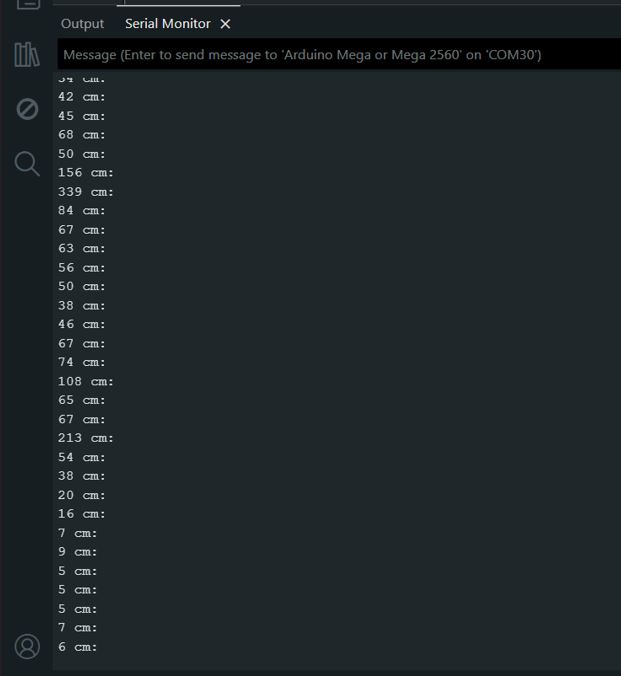 Output
Serial Monitor
Message (Enter to send message to 'Arduino Mega or Mega 2560' on 'COM30')
34 cm:
42 cm:
45 cm:
68 cm:
50 cm:
156 cm:
339 cm:
84 cm:
67 cm:
63 cm:
56 cm:
50 cm:
38 cm:
46 cm:
67 cm:
74 cm:
108 cm:
65 cm:
67 cm:
213 cm:
54 cm:
38 cm:
20 cm:
16 cm:
7 cm:
9 cm:
5 cm:
5 cm:
5 cm:
7 cm:
6 cm: